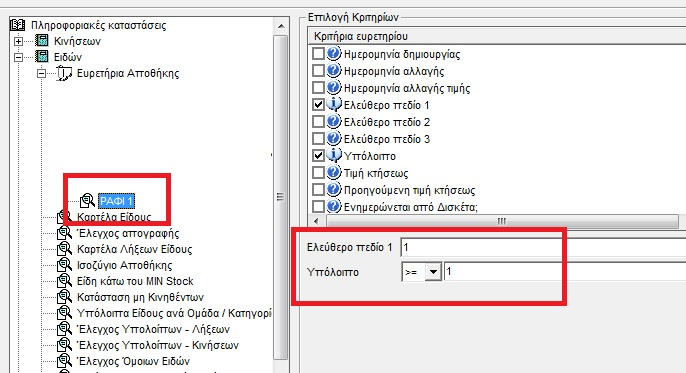 Πληροφοριακές καταστάσεις
Κινήσεων
Ειδών
Ευρετήρια Αποθήκης
ΡΑΦΙ 1
Καρτέλα Είδους
Έλεγχος απογραφής
Καρτέλα Λήξεων Είδους
Ισοζύγιο Αποθήκης
Είδη κάτω του MIN Stock
Κατάσταση μη Κινηθέντων
Υπόλοιπα Είδους ανά Ομάδα / Κατηγορί
Έλεγχος Υπολοίπων - Λήξεων
Έλεγχος Υπολοίπων - Κινήσεων
Έλεγχος Όμοιων Ειδών
Επιλογή Κριτηρίων
Κριτήρια ευρετηρίου
Ημερομηνία δημιουργίας
Ημερομηνία αλλαγής
Ημερομηνία αλλαγής τιμής
Ελεύθερο πεδίο 1
Ελεύθερο πεδίο 2
Ελεύθερο πεδίο 3
Υπόλοιπο
Τιμή κτήσεως
Προηγούμενη τιμή κτήσεως
Ενημερώνεται από Δισκέτα;
Ελεύθερο πεδίο 1 1
Υπόλοιπο >= 1